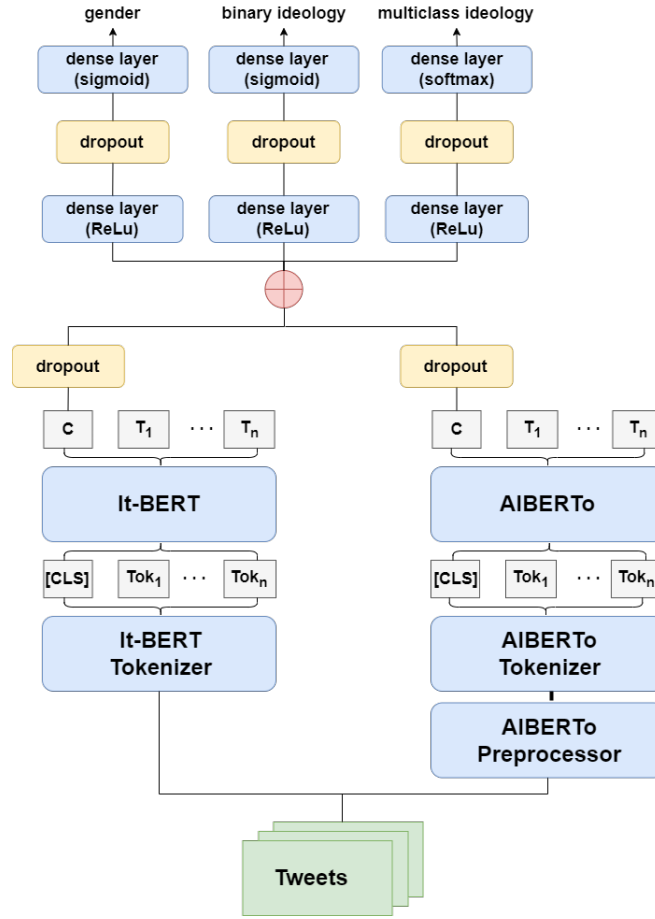 gender binary ideology multiclass ideology
dense layer dense layer dense layer
(sigmoid) (sigmoid) (softmax)
dropout dropout dropout
dense layer dense layer dense layer
(ReLu) (ReLu) (ReLu)
dropout dropout
C T1 · · · Tn C T1 · · · Tn
It-BERT AlBERTo
[CLS] Tok1 · · · Tokn [CLS] Tok1 · · · Tokn
It-BERT AlBERTo
Tokenizer Tokenizer
AlBERTo
Preprocessor
Tweets